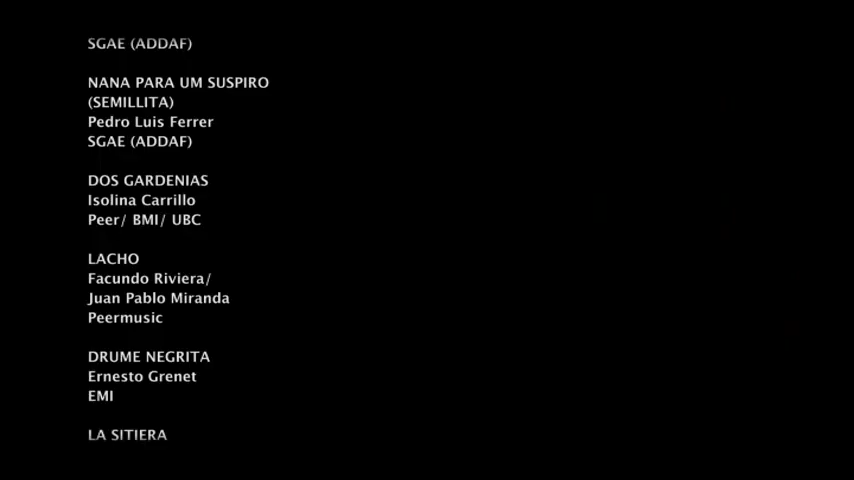 SGAE (ADDAF)
NANA PARA UM SUSPIRO
(SEMILLITA)
Pedro Luis Ferrer
SGAE (ADDAF)
DOS GARDENIAS
Isolina Carrillo
Peer/ BMI/ UBC
LACHO
Facundo Riviera/
Juan Pablo Miranda
Peermusic
DRUME NEGRITA
Ernesto Grenet
EMI
LA SITIERA